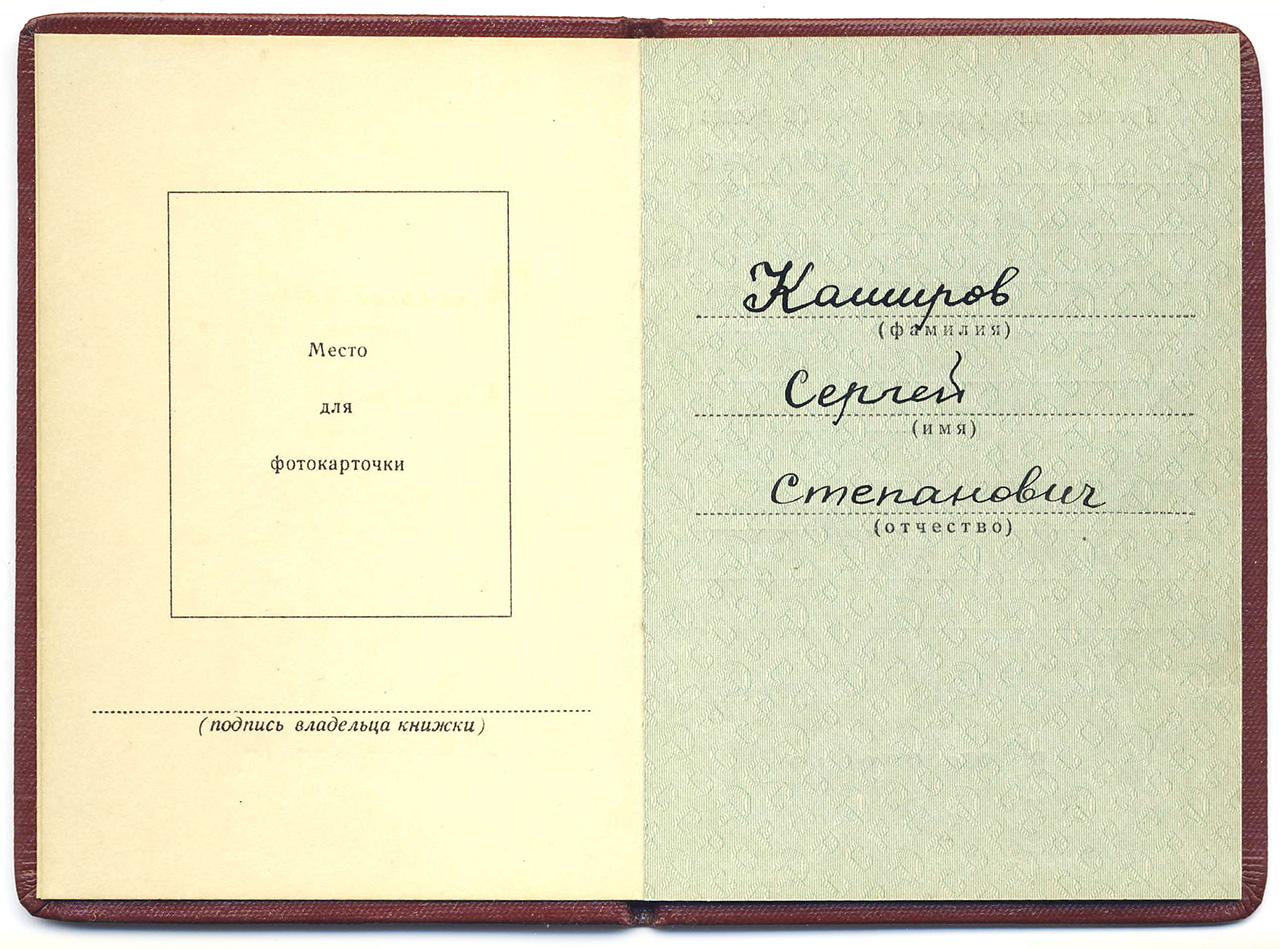 Место
для
фотокарточки
(подпись владельца книжки)
Каширов
(фамилия)
Сергей
(имя)
Степанович
(отчество)